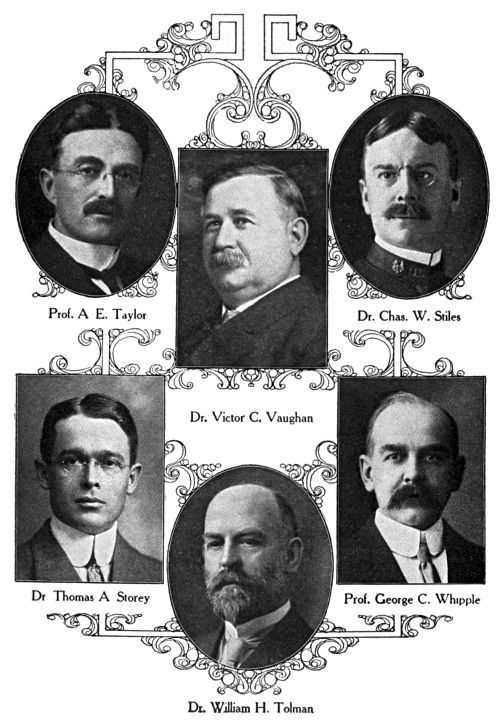 Prof. A. E. Taylor
Dr. Chas. W. Stiles
Dr. Victor C. Vaughan
Dr Thomas A Storey
Prof. George C. Whipple
Dr. William H. Tolman